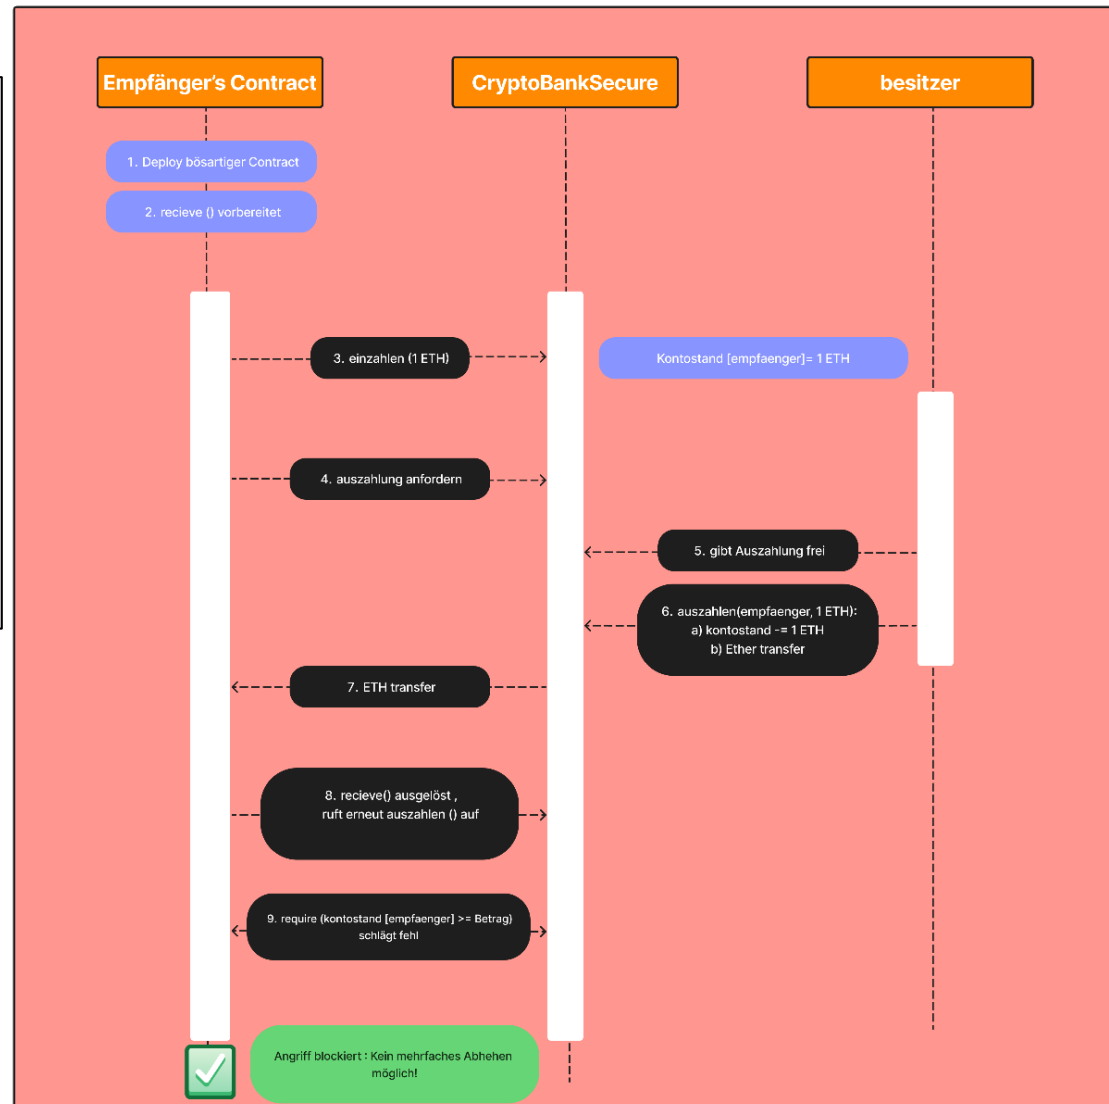 Empfänger's Contract
CryptoBankSecure
besitzer
1. Deploy bösartiger Contract
2. recieve () vorbereitet
3. einzahlen (1 ETH)
Kontostand [empfaenger]= 1 ETH
4. auszahlung anfordern
5. gibt Auszahlung frei
6. auszahlen(empfaenger, 1 ETH):
a) kontostand -= 1 ETH
b) Ether transfer
7. ETH transfer
8. recieve() ausgelöst ,
ruft erneut auszahlen () auf
9. require (kontostand [empfaenger] >= Betrag)
schlägt fehl
Angriff blockiert : Kein mehrfaches Abhehen
möglich!